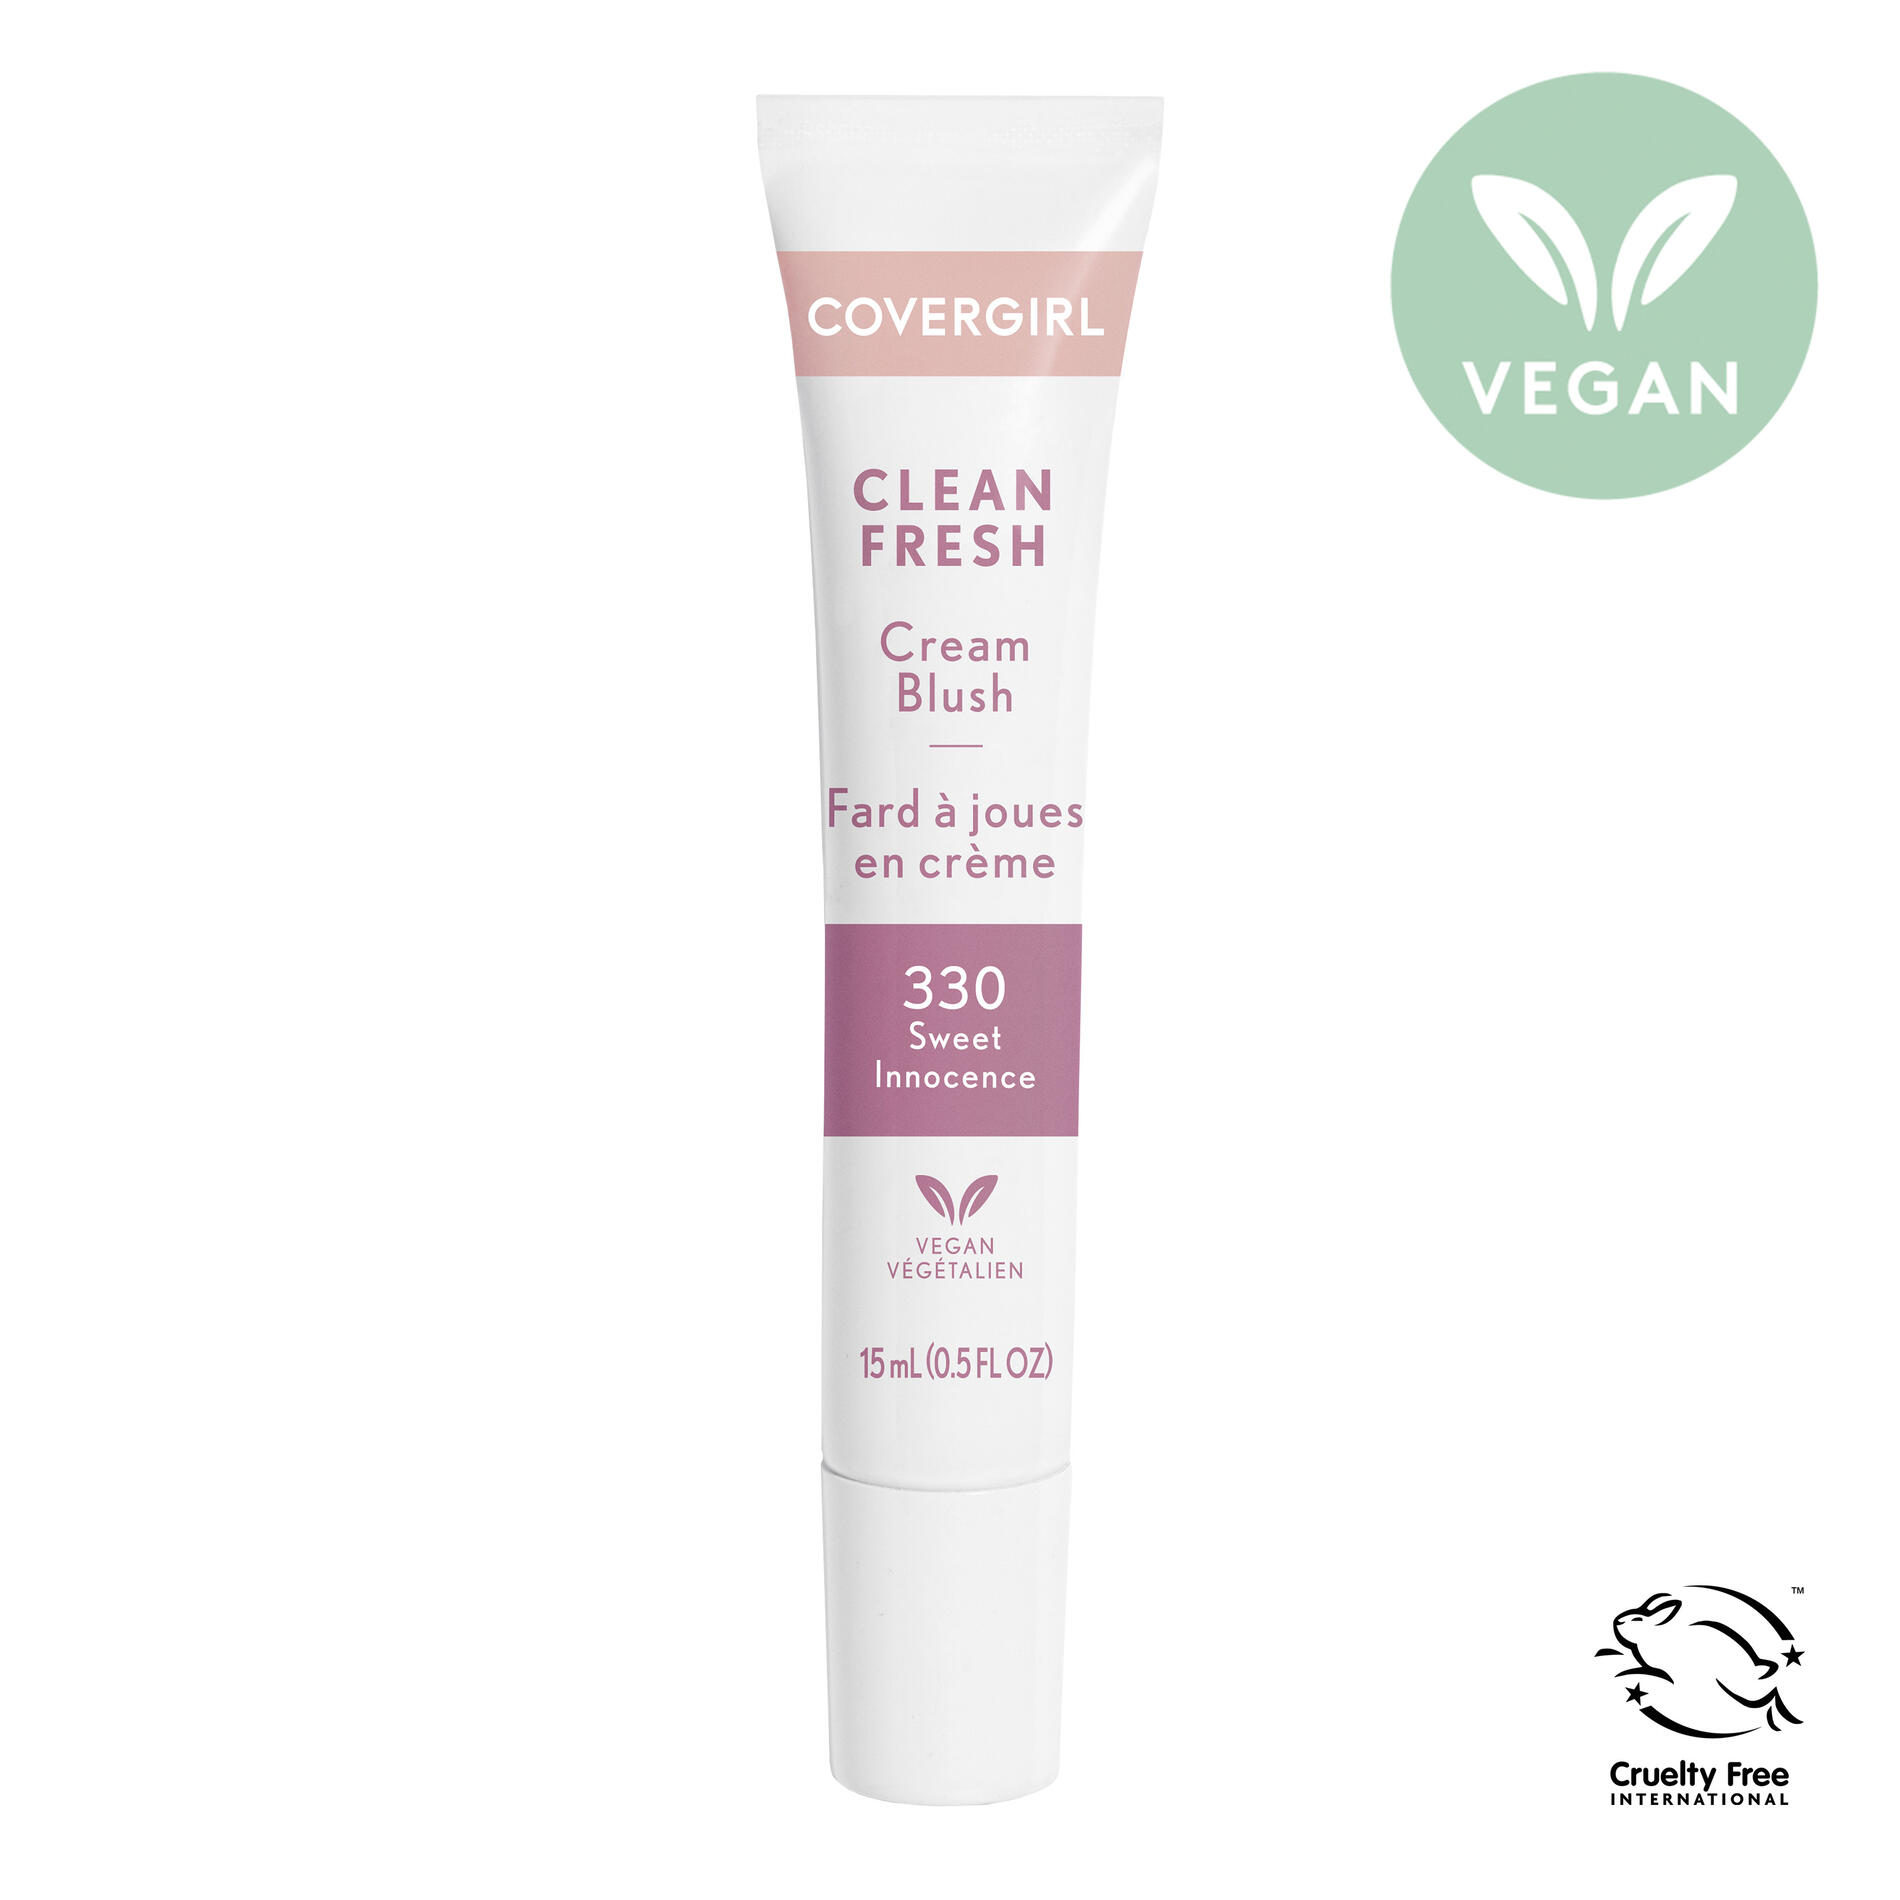 COVERGIRL
CLEAN
FRESH
Cream
Blush
Fard à joues
en crème
330
Sweet
Innocence
VEGAN
VÉGÉTALIEN
15 mL (0.5 FL OZ)
VEGAN
TM
Cruelty Free
INTERNATIONAL